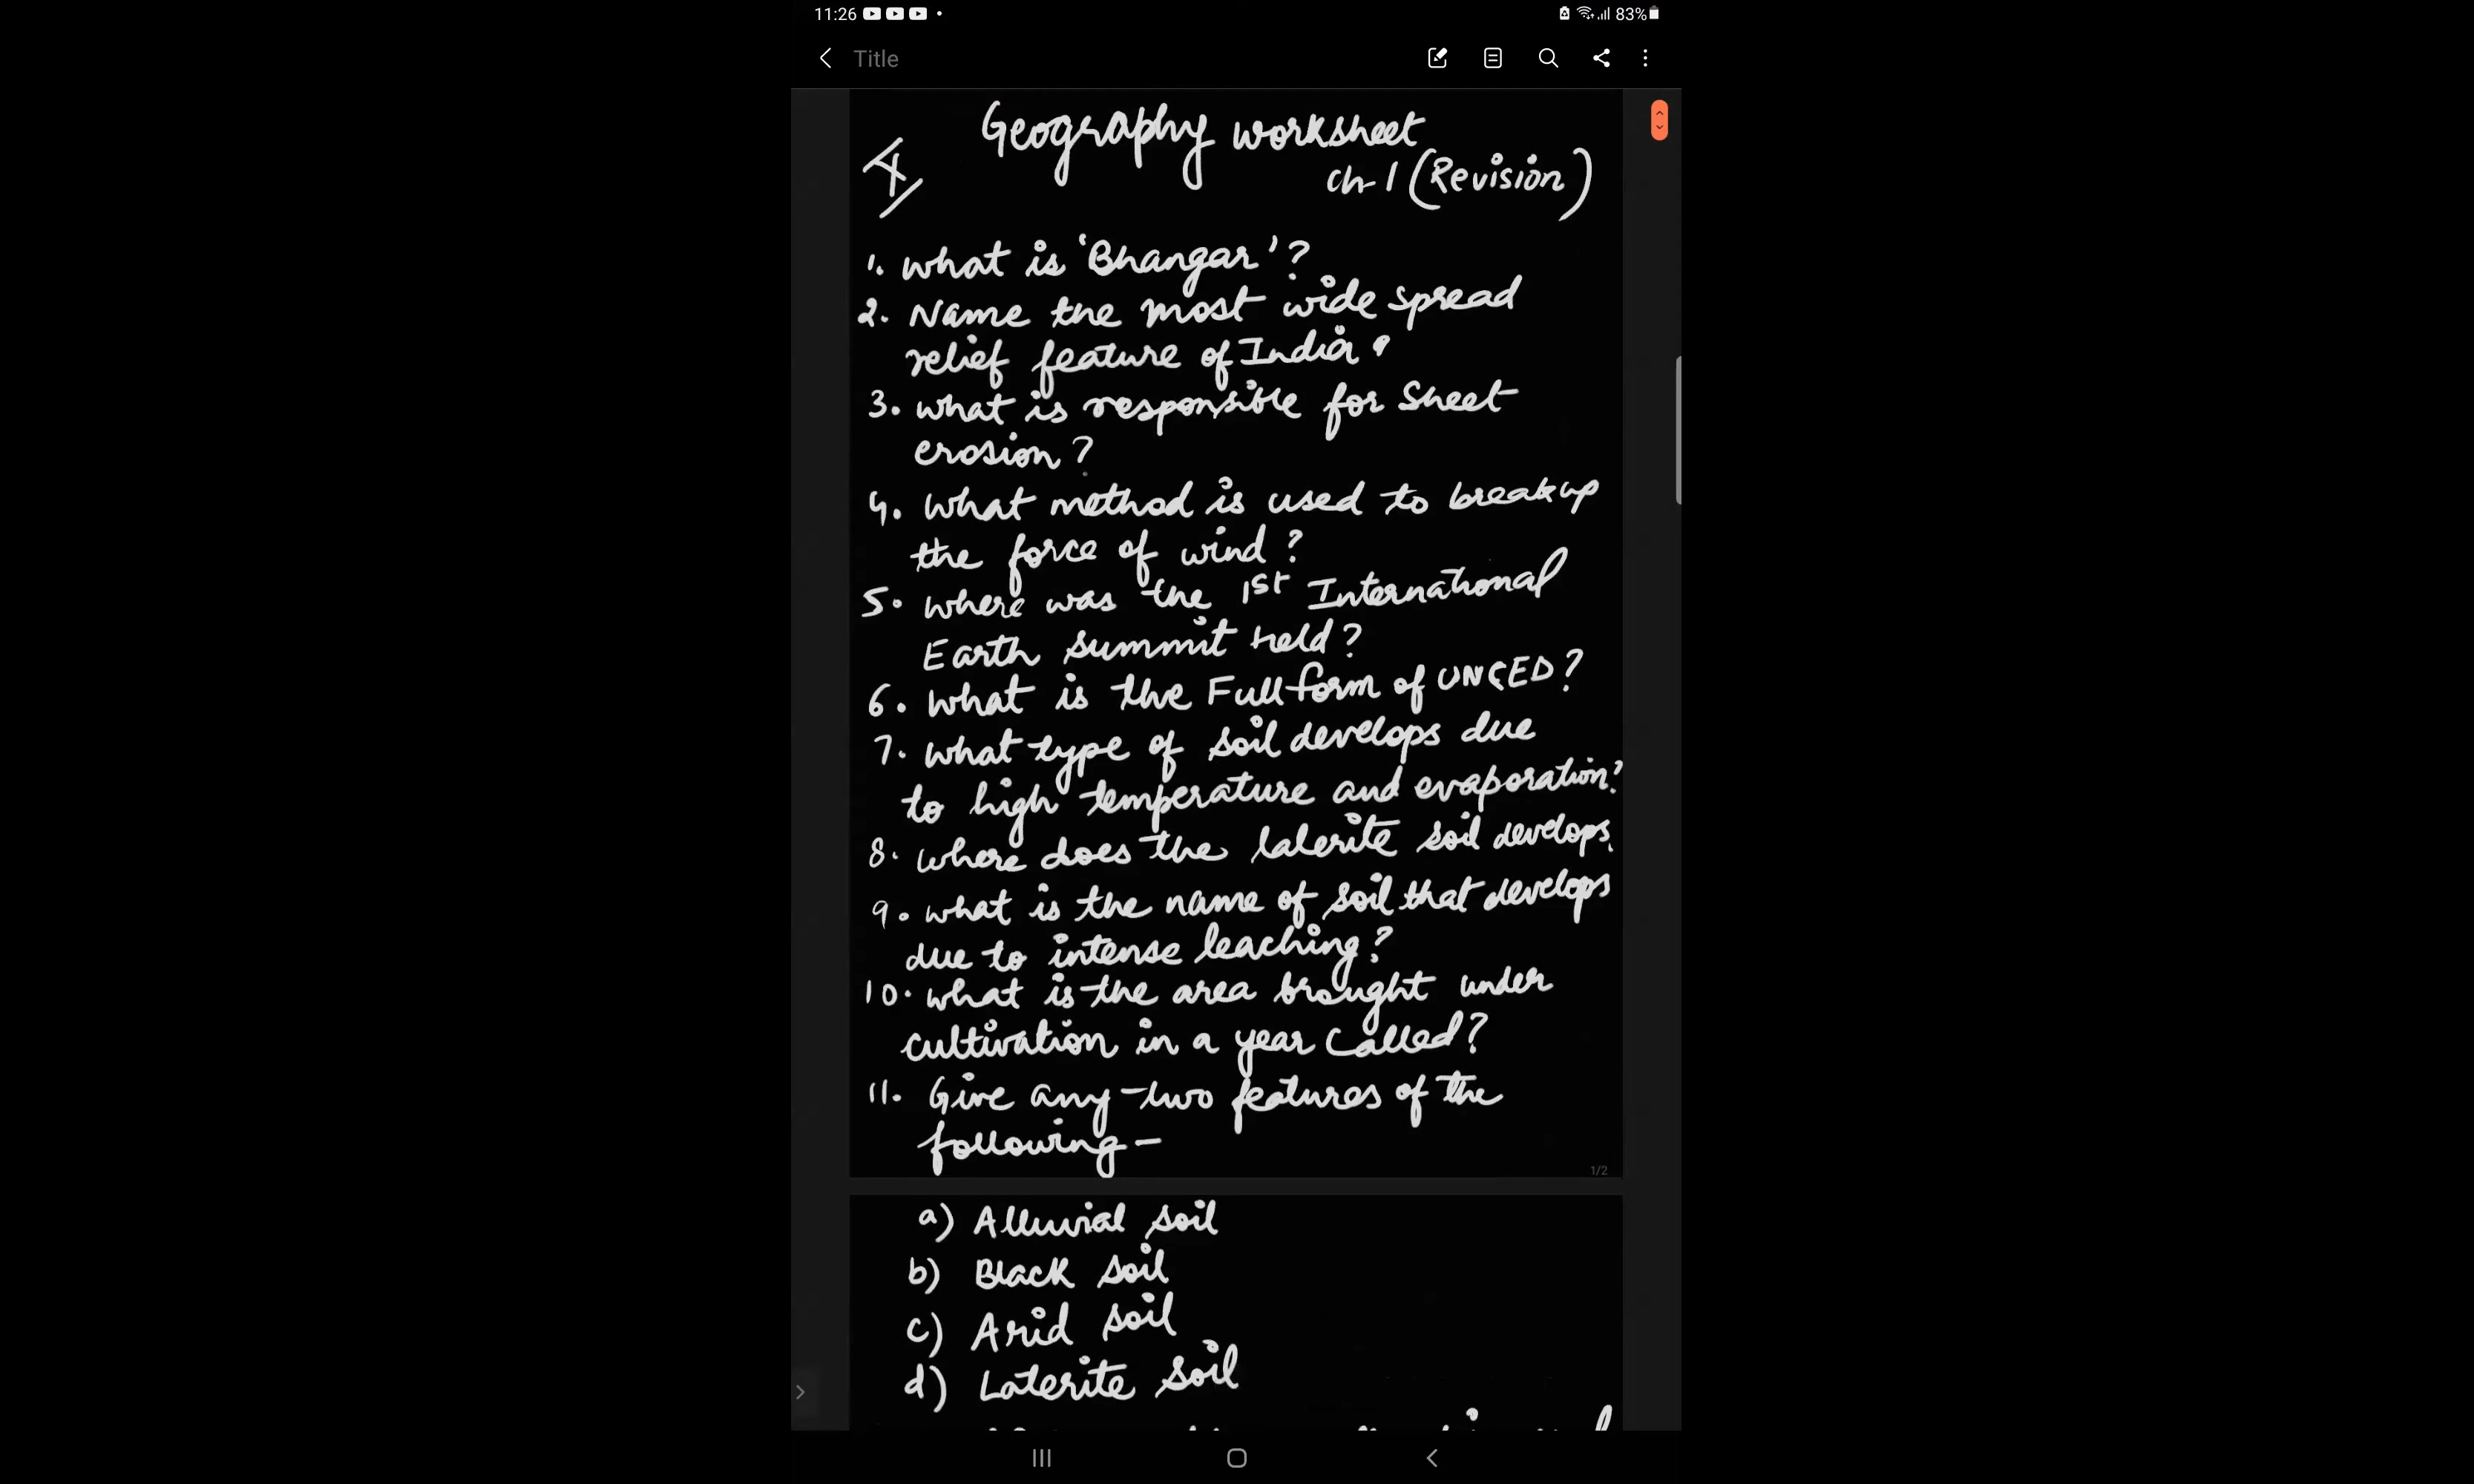 11:26
83%
Title
Geography worksheet
X
ch-1 (Revision)
1. what is 'Bhangar'?
2. Name the most wide spread
relief feature of India?
3. what is responsible for sheet
erosion?
4. what method is used to breakup
the force of wind?
5. where was the 1st International
Earth summit held?
6. what is the Full form of UNCED?
7. what type of soil develops due
to high temperature and evaporation?
8. where does the laterite soil develops.
9. what is the name of soil that develops
due to intense leaching?
10. what is the area brought under
cultivation in a year called?
11. Give any two features of the
following-
1/2
a) Alluvial soil
b) Black soil
c) Arid soil
d) Laterite soil